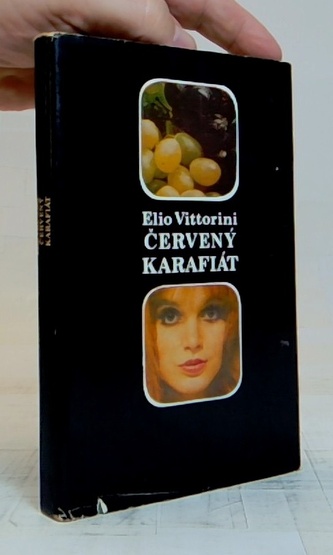 Elio Vittorini
ČERVENÝ
KARAFIÁT
ČERVENÝ
KARAFIÁT